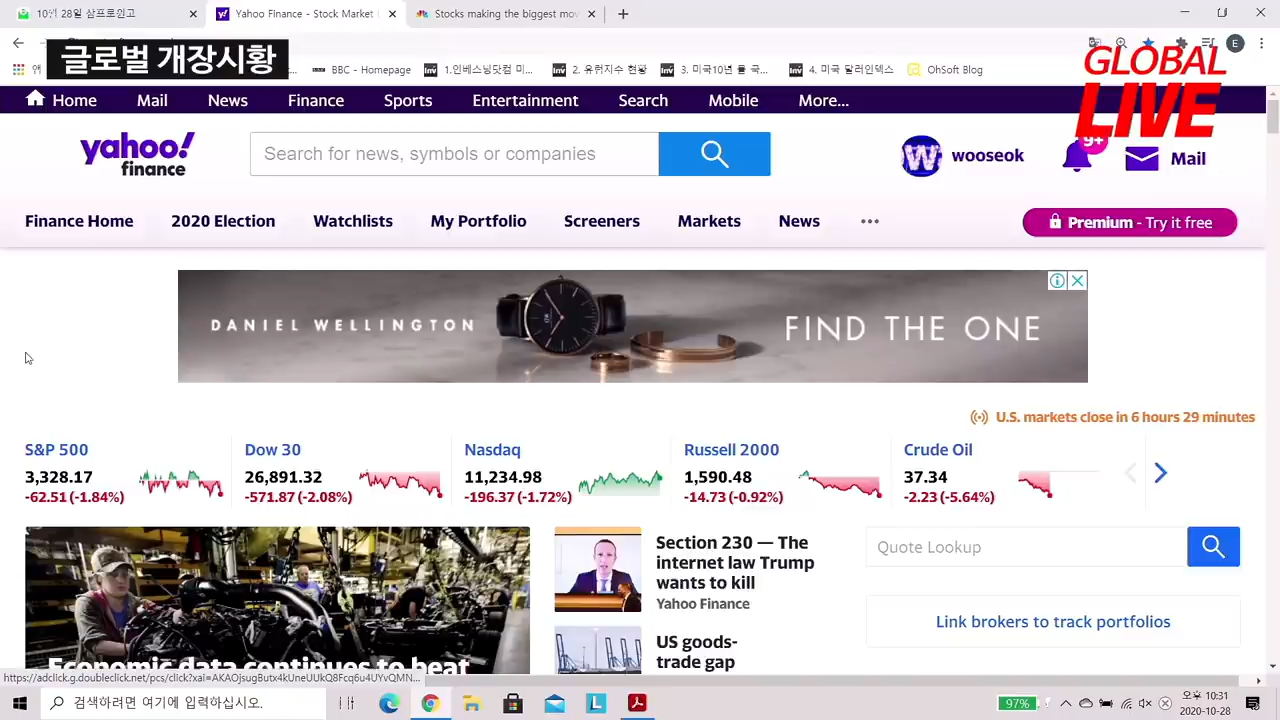 10월 28일 삼프로인고
Yahoo Finance - Stock Market
Stocks making the biggest mov
글로벌 개장시황
BBC - Homepage
1.인베스팅닷컴 미...
2. 유럽지수 현황
3. 미국10년 물 국...
4. 미국 달러인덱스
OhSoft Blog
E
GLOBAL
LIVE
Home
Mail
News
Finance
Sports
Entertainment
Search
Mobile
More...
yahoo!
finance
Search for news, symbols or companies
W
wooseok
9+
Mail
Finance Home
2020 Election
Watchlists
My Portfolio
Screeners
Markets
News
Premium - Try it free
DANIEL WELLINGTON
FIND THE ONE
U.S. markets close in 6 hours 29 minutes
S&P 500
3,328.17
-62.51 (-1.84%)
Dow 30
26,891.32
-571.87 (-2.08%)
Nasdaq
11,234.98
-196.37 (-1.72%)
Russell 2000
1,590.48
-14.73 (-0.92%)
Crude Oil
37.34
-2.23 (-5.64%)
Economic data continues to beat
Section 230 — The
internet law Trump
wants to kill
Yahoo Finance
US goods-
trade gap
Quote Lookup
Link brokers to track portfolios
검색하려면 여기에 입력하십시오.
97%
오후 10:31
2020-10-28